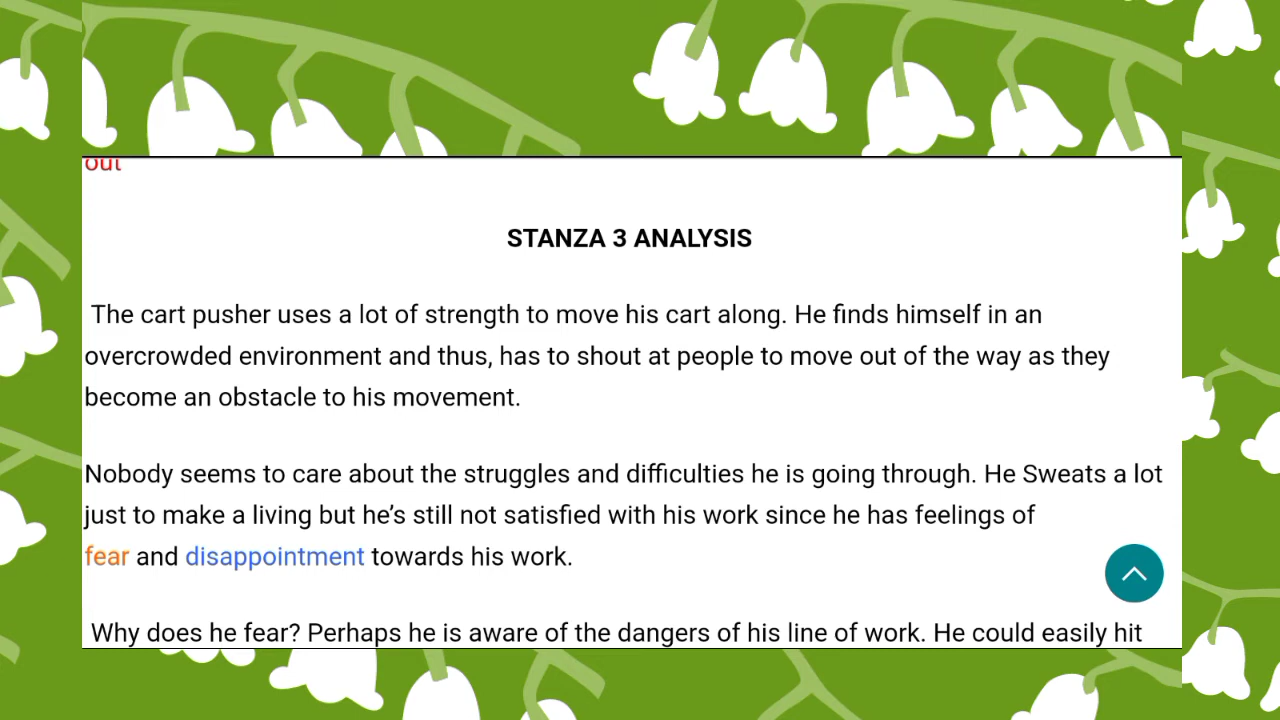 out
STANZA 3 ANALYSIS
The cart pusher uses a lot of strength to move his cart along. He finds himself in an
overcrowded environment and thus, has to shout at people to move out of the way as they
become an obstacle to his movement.
Nobody seems to care about the struggles and difficulties he is going through. He Sweats a lot
just to make a living but he’s still not satisfied with his work since he has feelings of
fear and disappointment towards his work.
Why does he fear? Perhaps he is aware of the dangers of his line of work. He could easily hit